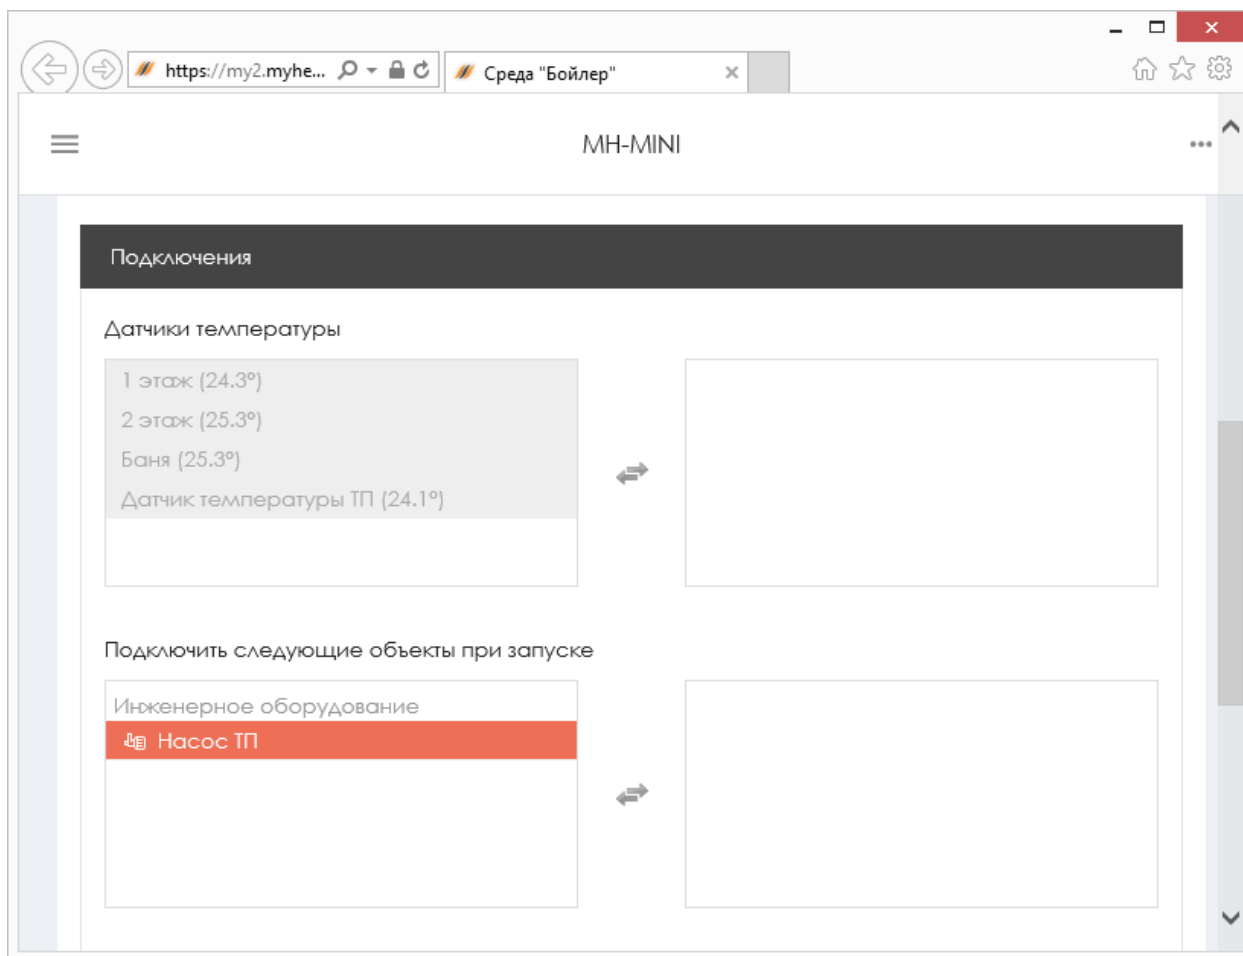 https://my2.myhe...
Среда "Бойлер"
MH-MINI
Подключения
Датчики температуры
1 этаж (24.3°)
2 этаж (25.3°)
Баня (25.3°)
Датчик температуры ТП (24.1°)
Подключить следующие объекты при запуске
Инженерное оборудование
Насос ТП